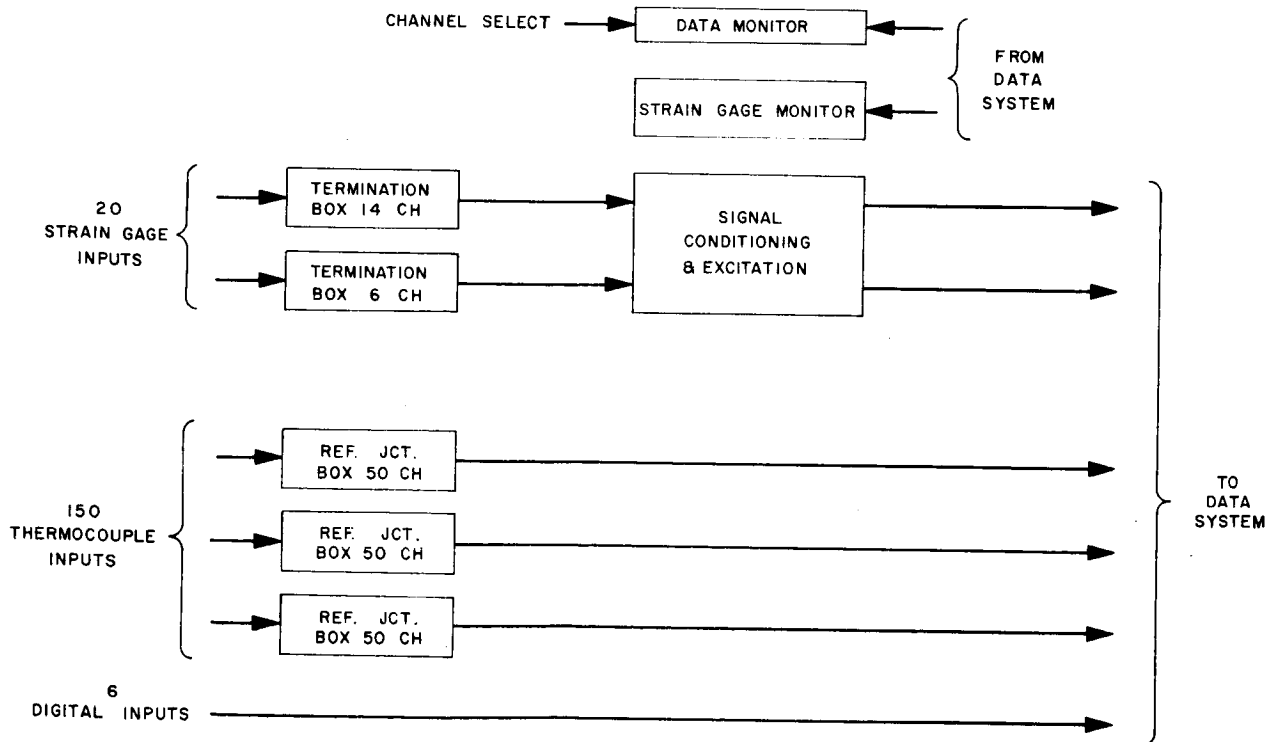 CHANNEL SELECT
DATA MONITOR
FROM
DATA
SYSTEM
STRAIN GAGE MONITOR
20
STRAIN GAGE
INPUTS
TERMINATION
BOX 14 CH
TERMINATION
BOX 6 CH
SIGNAL
CONDITIONING
& EXCITATION
150
THERMOCOUPLE
INPUTS
REF. JCT.
BOX 50 CH
REF. JCT.
BOX 50 CH
REF. JCT.
BOX 50 CH
TO
DATA
SYSTEM
6
DIGITAL INPUTS